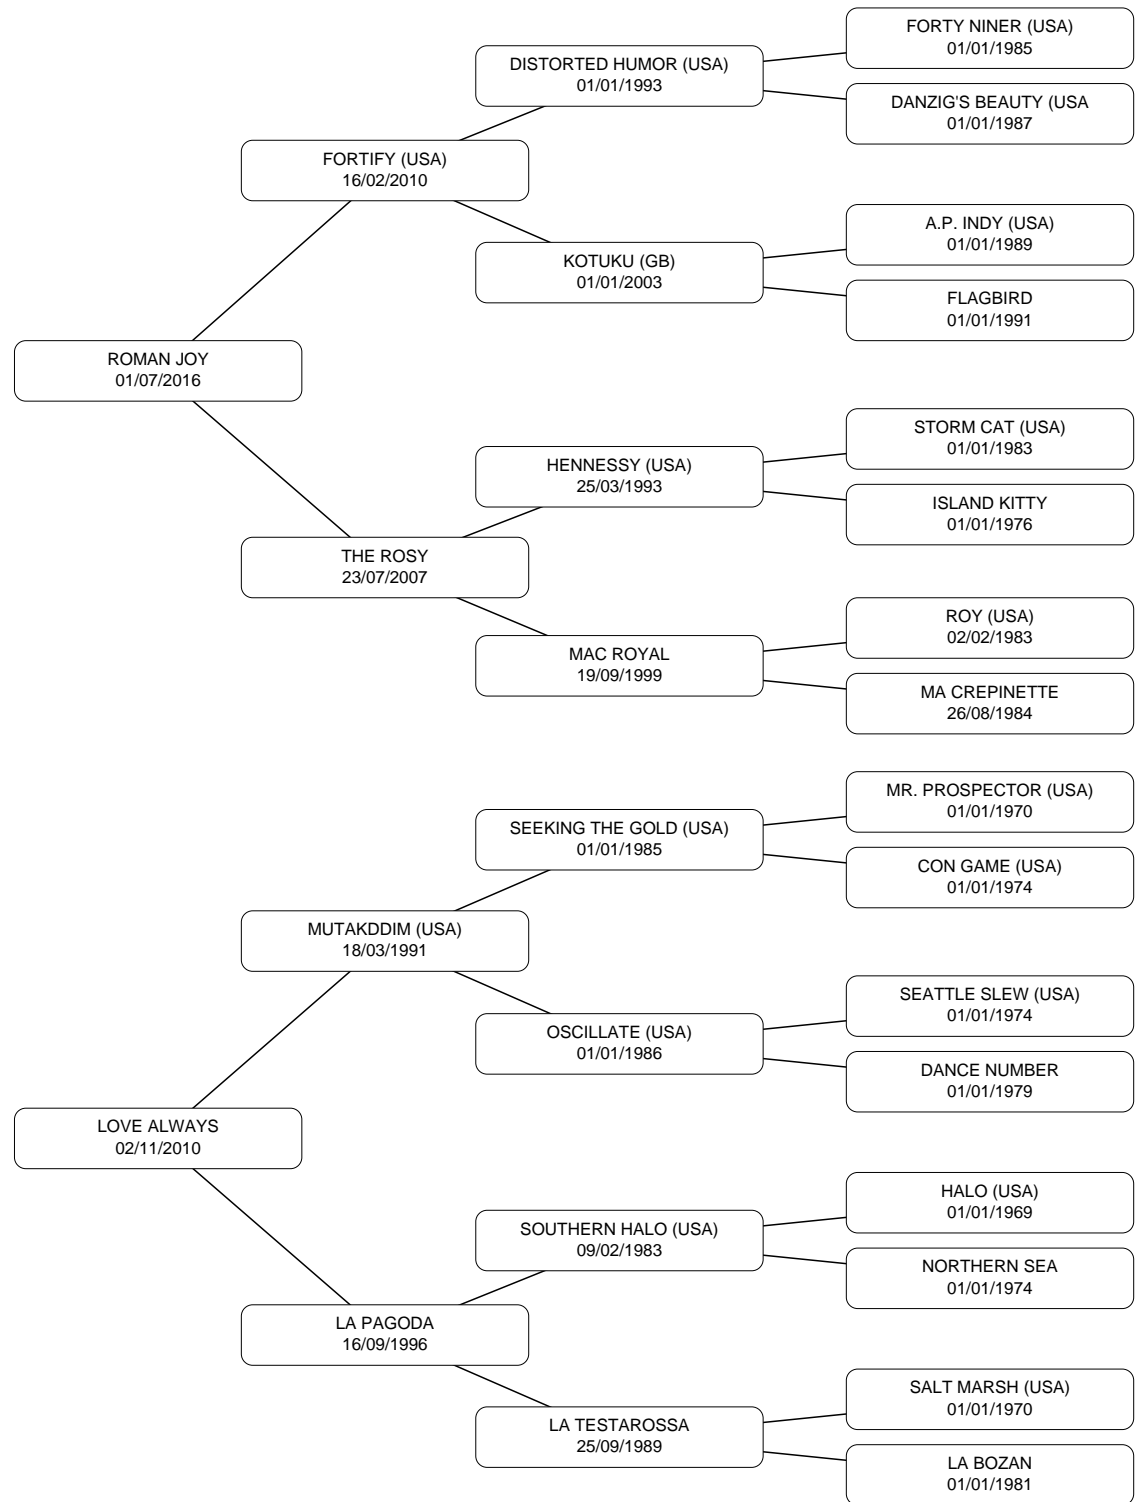 FORTY NINER (USA)
01/01/1985
DISTORTED HUMOR (USA)
01/01/1993
DANZIG'S BEAUTY (USA
01/01/1987
FORTIFY (USA)
16/02/2010
A.P. INDY (USA)
01/01/1989
KOTUKU (GB)
01/01/2003
FLAGBIRD
01/01/1991
ROMAN JOY
01/07/2016
STORM CAT (USA)
01/01/1983
HENNESSY (USA)
25/03/1993
ISLAND KITTY
01/01/1976
THE ROSY
23/07/2007
ROY (USA)
02/02/1983
MAC ROYAL
19/09/1999
MA CREPINETTE
26/08/1984
MR. PROSPECTOR (USA)
01/01/1970
SEEKING THE GOLD (USA)
01/01/1985
CON GAME (USA)
01/01/1974
MUTAKDDIM (USA)
18/03/1991
SEATTLE SLEW (USA)
01/01/1974
OSCILLATE (USA)
01/01/1986
DANCE NUMBER
01/01/1979
LOVE ALWAYS
02/11/2010
HALO (USA)
01/01/1969
SOUTHERN HALO (USA)
09/02/1983
NORTHERN SEA
01/01/1974
LA PAGODA
16/09/1996
SALT MARSH (USA)
01/01/1970
LA TESTAROSSA
25/09/1989
LA BOZAN
01/01/1981